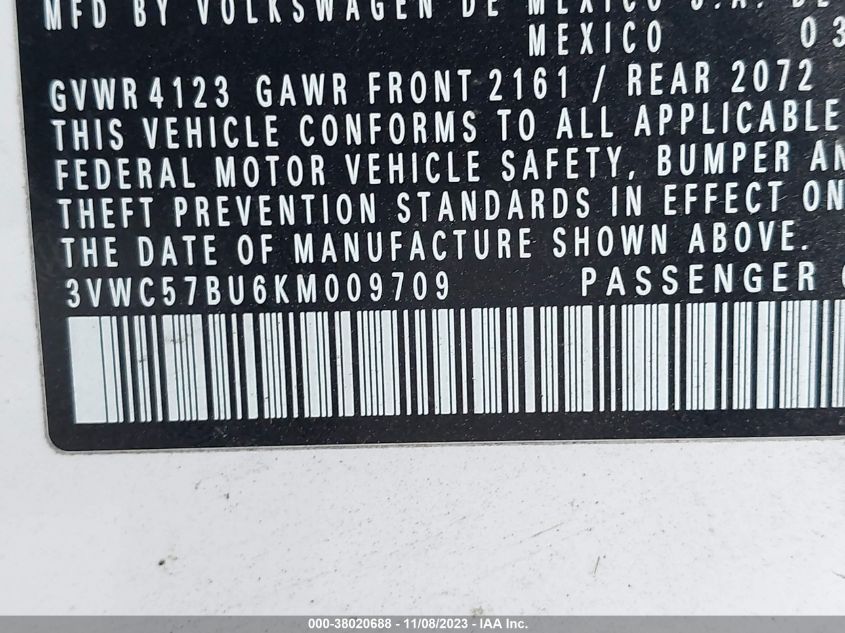 MFD BY VOLKSWAGEN DE MEXICO S.A. DE
MEXICO 03
GVWR 4123 GAWR FRONT 2161 / REAR 2072
THIS VEHICLE CONFORMS TO ALL APPLICABLE
FEDERAL MOTOR VEHICLE SAFETY, BUMPER AN
THEFT PREVENTION STANDARDS IN EFFECT ON
THE DATE OF MANUFACTURE SHOWN ABOVE.
3VWC57BU6KM009709 PASSENGER
000-38020688 - 11/08/2023 - IAA Inc.